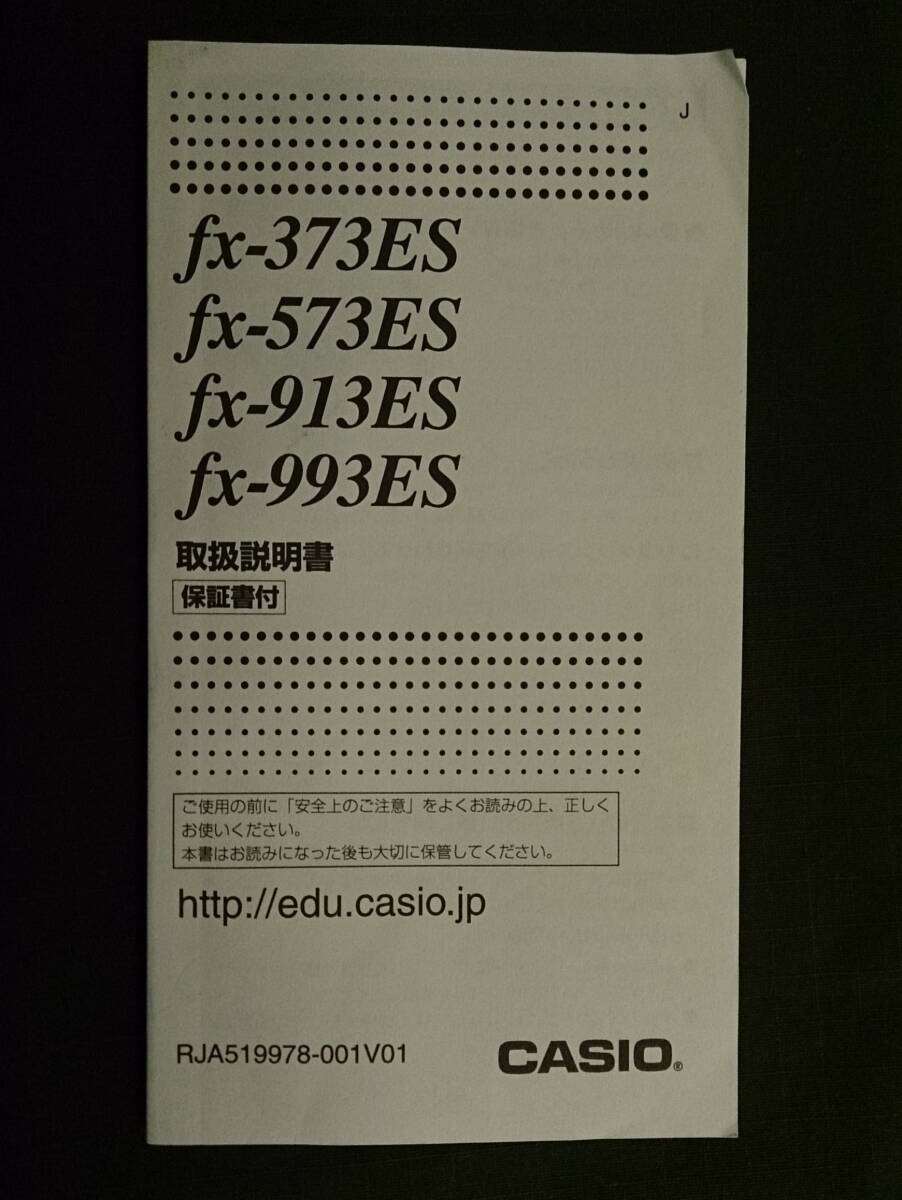 J
fx-373ES
fx-573ES
fx-913ES
fx-993ES
取扱説明書
保証書付
ご使用の前に「安全上のご注意」をよくお読みの上、正しく
お使いください。
本書はお読みになった後も大切に保管してください。
http://edu.casio.jp
RJA519978-001V01
CASIO®